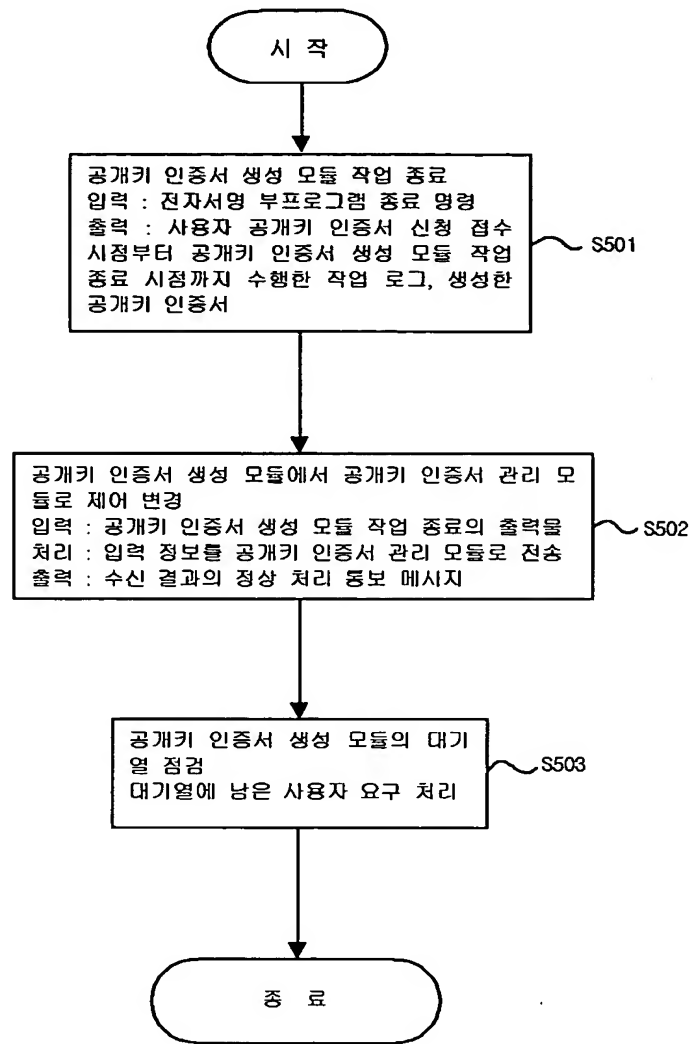 시 작
공개키 인증서 생성 모듈 작업 종료
입력 : 전자서명 부프로그램 종료 명령
출력 : 사용자 공개키 인증서 신청 접수
시점부터 공개키 인증서 생성 모듈 작업
종료 시점까지 수행한 작업 로그, 생성한
공개키 인증서
S501
공개키 인증서 생성 모듈에서 공개키 인증서 관리 모
듈로 제어 변경
입력 : 공개키 인증서 생성 모듈 작업 종료의 출력물
처리 : 입력 정보를 공개키 인증서 관리 모듈로 전송
출력 : 수신 결과의 정상 처리 통보 메시지
S502
공개키 인증서 생성 모듈의 대기
열 점검
대기열에 남은 사용자 요구 처리
S503
종 료